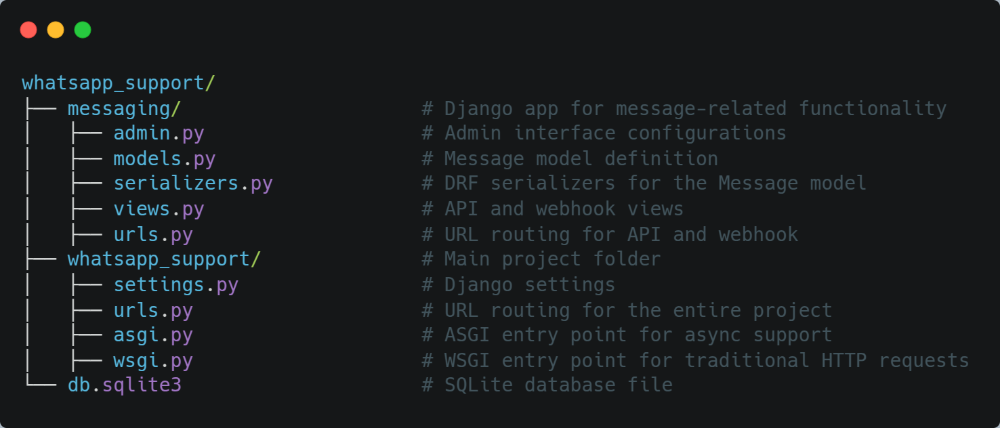 whatsapp_support/
├── messaging/                     # Django app for message-related functionality
│   ├── admin.py                   # Admin interface configurations
│   ├── models.py                  # Message model definition
│   ├── serializers.py             # DRF serializers for the Message model
│   ├── views.py                   # API and webhook views
│   ├── urls.py                    # URL routing for API and webhook
├── whatsapp_support/              # Main project folder
│   ├── settings.py                # Django settings
│   ├── urls.py                    # URL routing for the entire project
│   ├── asgi.py                    # ASGI entry point for async support
│   ├── wsgi.py                    # WSGI entry point for traditional HTTP requests
└── db.sqlite3                     # SQLite database file